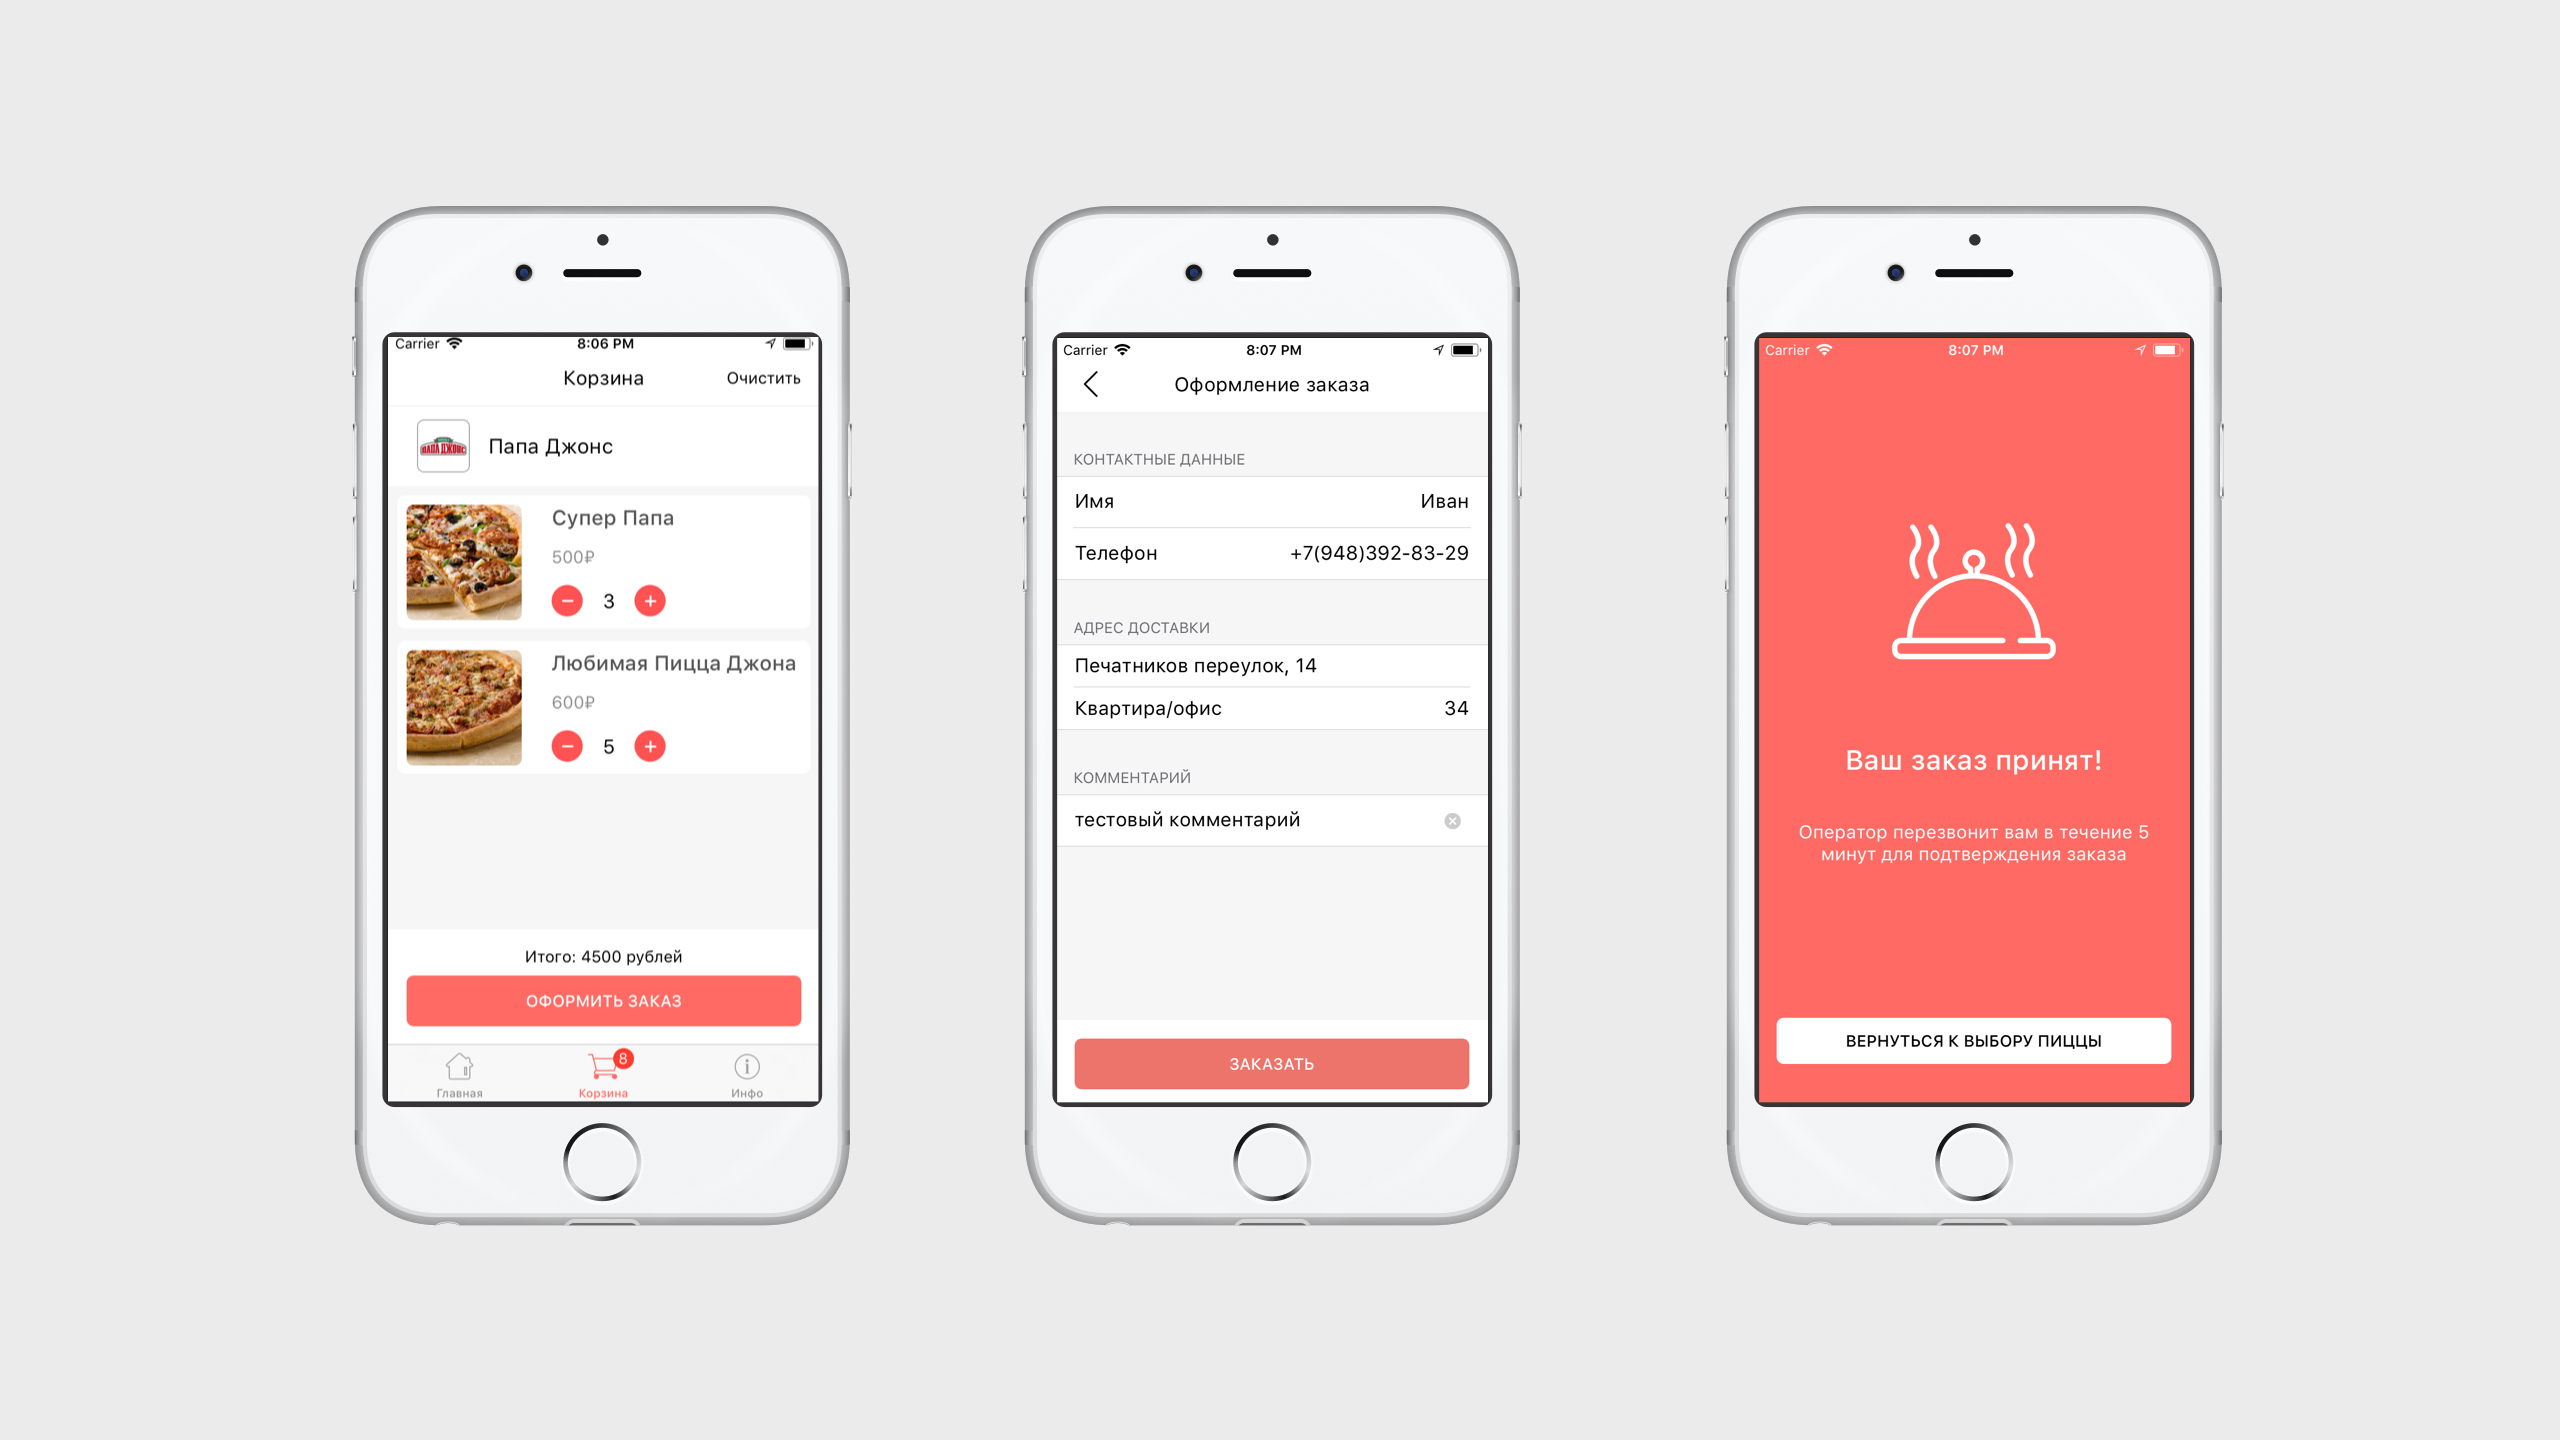 Carrier 8:06 PM
Корзина Очистить
ПАПА ДЖОНС
Папа Джонс
Супер Папа
500₽
3
Любимая Пицца Джона
600₽
5
Итого: 4500 рублей
ОФОРМИТЬ ЗАКАЗ
8
Главная Корзина Инфо
Carrier 8:07 PM
Оформление заказа
КОНТАКТНЫЕ ДАННЫЕ
Имя Иван
Телефон +7(948)392-83-29
АДРЕС ДОСТАВКИ
Печатников переулок, 14
Квартира/офис 34
КОММЕНТАРИЙ
тестовый комментарий
ЗАКАЗАТЬ
Carrier 8:07 PM
Ваш заказ принят!
Оператор перезвонит вам в течение 5
минут для подтверждения заказа
ВЕРНУТЬСЯ К ВЫБОРУ ПИЦЦЫ